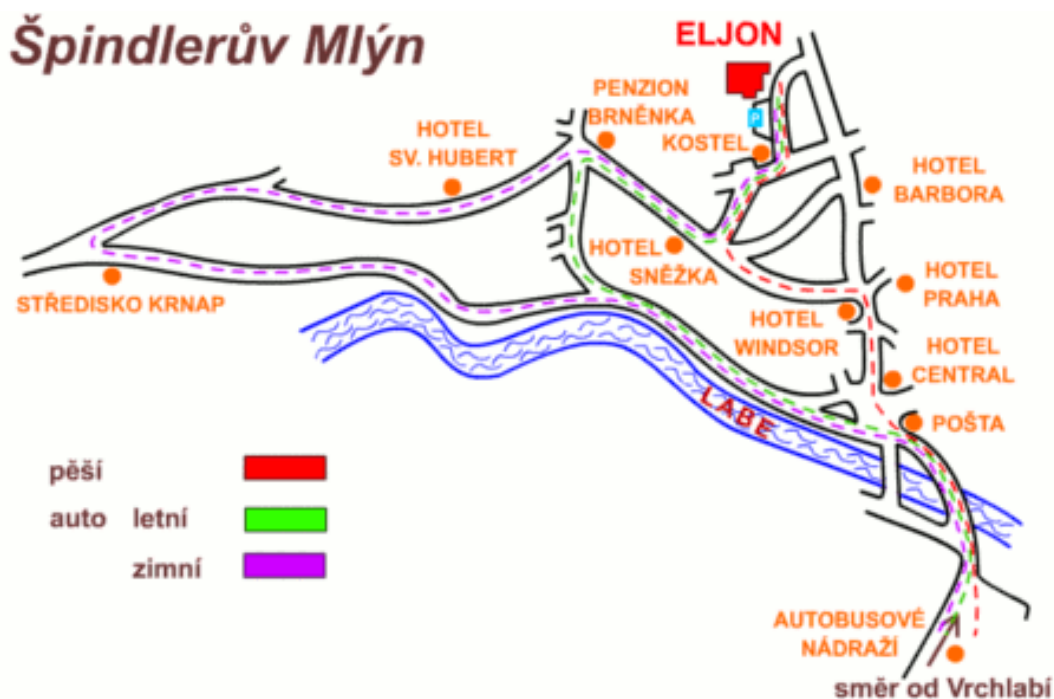 Špindlerův Mlýn
ELJON
PENZION
BRNĚNKA
P
KOSTEL
HOTEL
SV. HUBERT
HOTEL
BARBORA
HOTEL
SNĚŽKA
STŘEDISKO KRNAP
HOTEL
PRAHA
HOTEL
WINDSOR
HOTEL
CENTRAL
LABE
POŠTA
pěší
auto letní
zimní
AUTOBUSOVÉ
NÁDRAŽÍ
směr od Vrchlabí